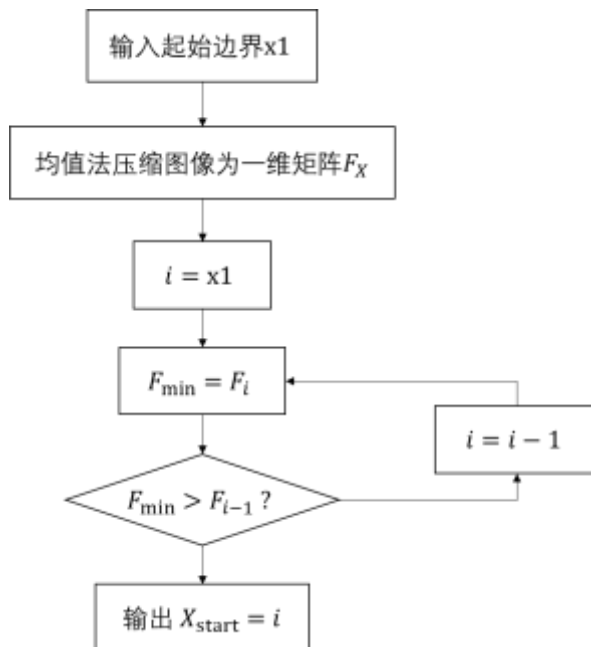 输入起始边界x1
均值法压缩图像为一维矩阵F_X
i = x1
F_min = F_i
i = i − 1
F_min > F_{i−1} ?
输出 X_start = i